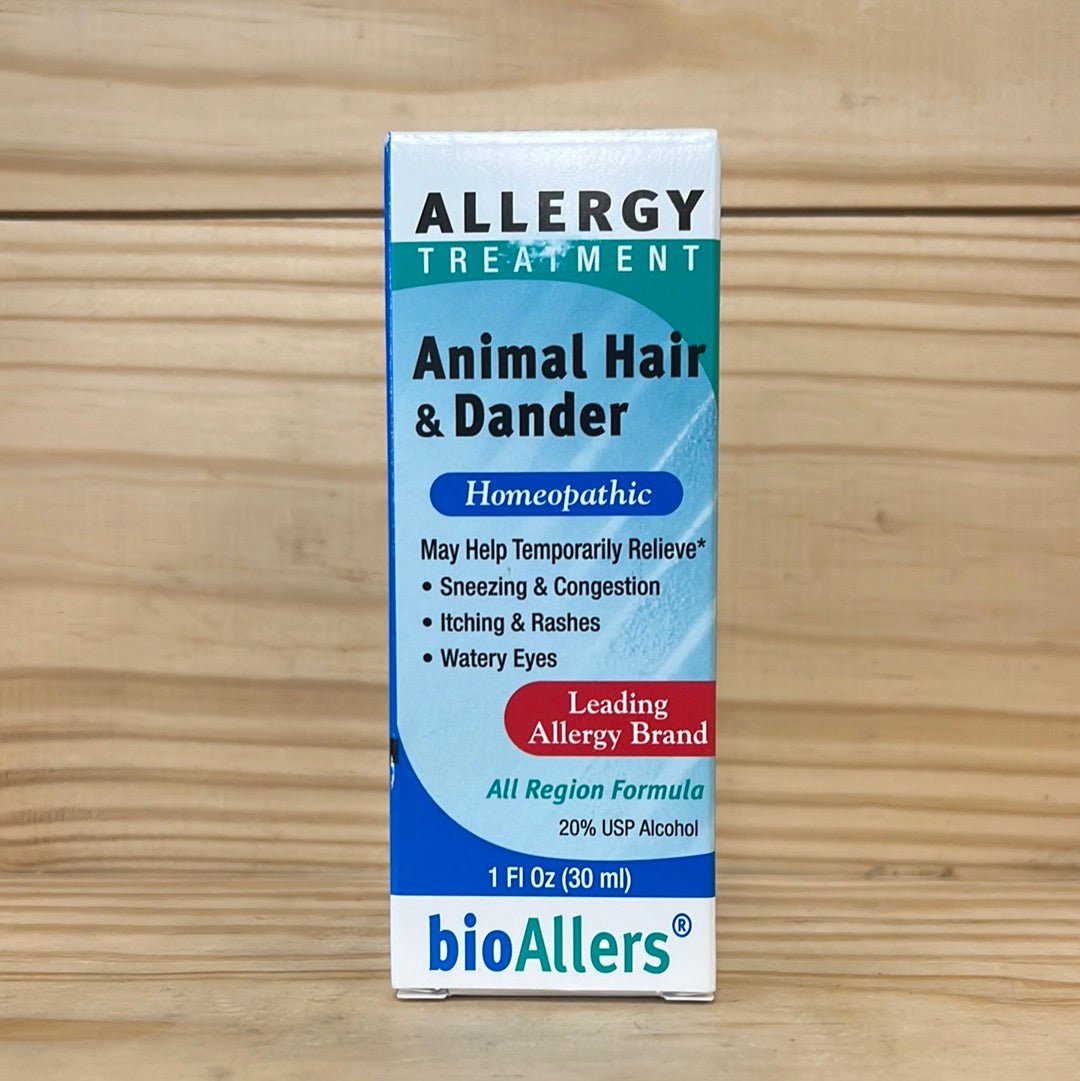 ALLERGY
TREATMENT
Animal Hair
& Dander
Homeopathic
May Help Temporarily Relieve*
• Sneezing & Congestion
• Itching & Rashes
• Watery Eyes
Leading
Allergy Brand
All Region Formula
20% USP Alcohol
1 Fl Oz (30 ml)
bioAllers®